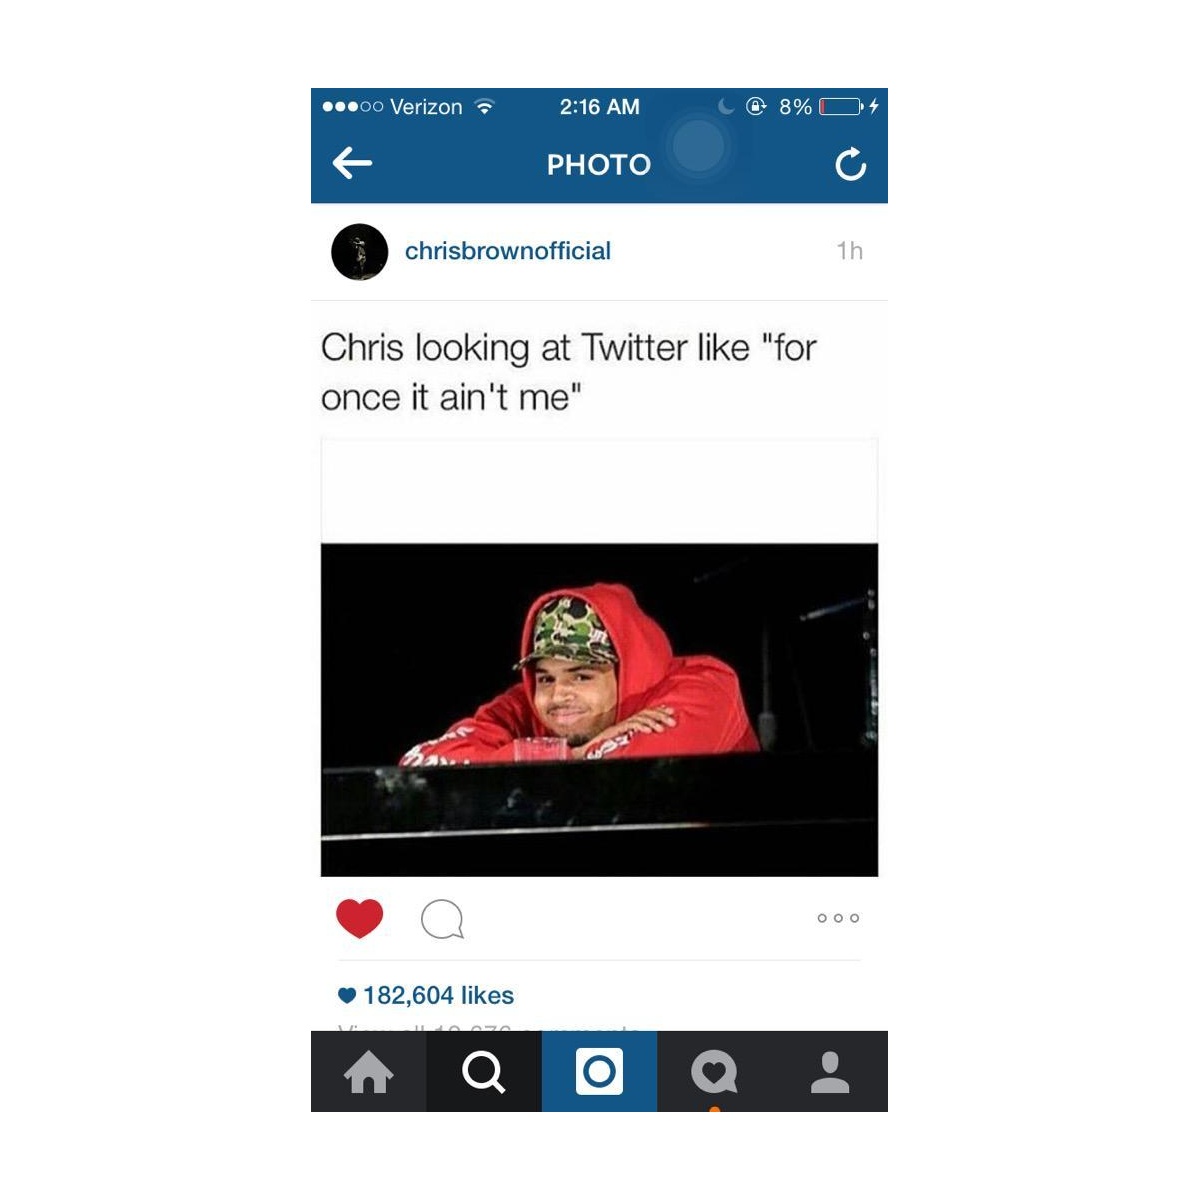 Verizon 2:16 AM 8%
PHOTO
chrisbrownofficial 1h
Chris looking at Twitter like "for
once it ain't me"
182,604 likes